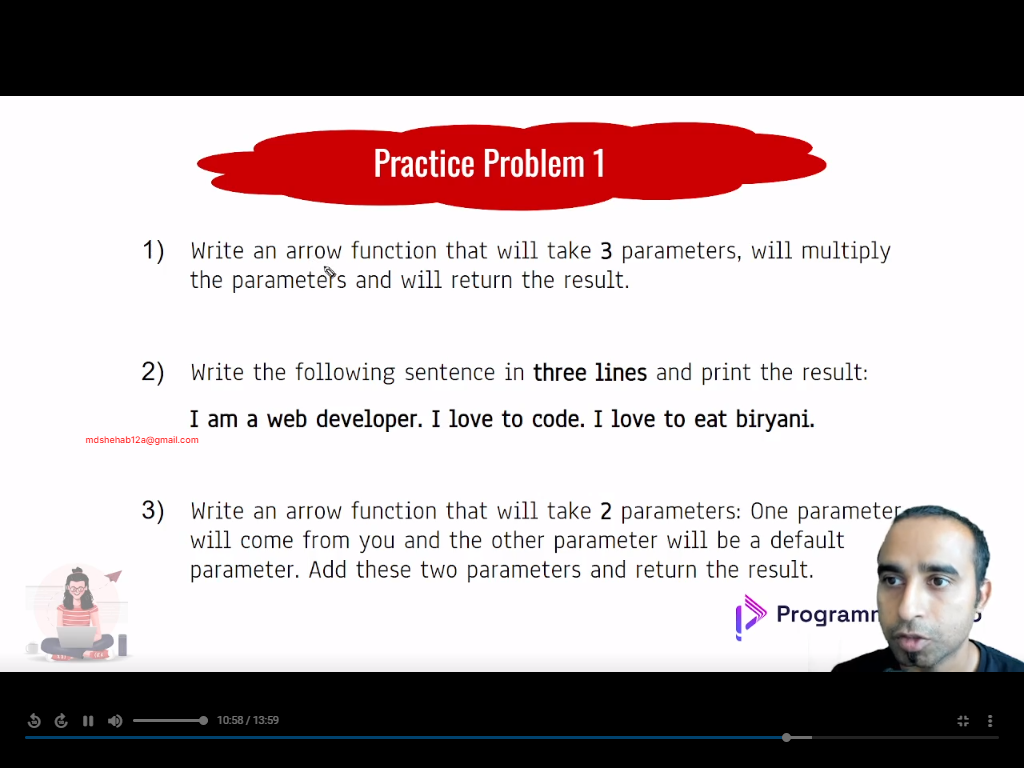 Practice Problem 1
1) Write an arrow function that will take 3 parameters, will multiply
the parameters and will return the result.
2) Write the following sentence in three lines and print the result:
I am a web developer. I love to code. I love to eat biryani.
mdshehab12a@gmail.com
3) Write an arrow function that will take 2 parameters: One parameter
will come from you and the other parameter will be a default
parameter. Add these two parameters and return the result.
10:58 / 13:59